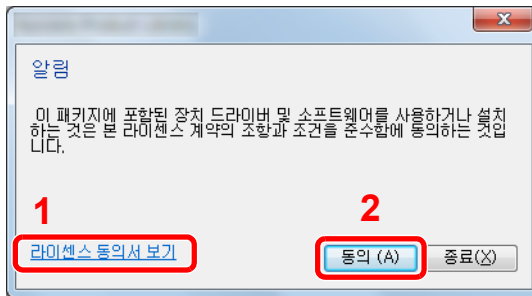 알림
이 패키지에 포함된 장치 드라이버 및 소프트웨어를 사용하거나 설치
하는 것은 본 라이센스 계약의 조항과 조건을 준수함에 동의하는 것입
니다.
1
2
라이센스 동의서 보기
동의 (A)
종료(X)